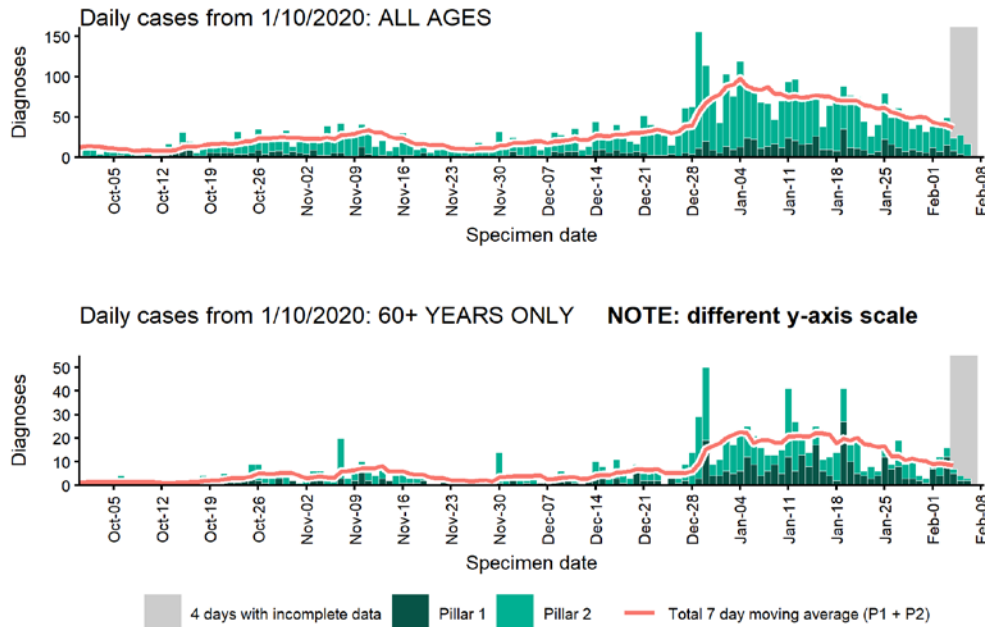 Daily cases from 1/10/2020: ALL AGES
150
100
50
0
Diagnoses
Oct-05
Oct-12
Oct-19
Oct-26
Nov-02
Nov-09
Nov-16
Nov-23
Nov-30
Dec-07
Dec-14
Dec-21
Dec-28
Jan-04
Jan-11
Jan-18
Jan-25
Feb-01
Feb-08
Specimen date
Daily cases from 1/10/2020: 60+ YEARS ONLY NOTE: different y-axis scale
50
40
30
20
10
0
Diagnoses
Oct-05
Oct-12
Oct-19
Oct-26
Nov-02
Nov-09
Nov-16
Nov-23
Nov-30
Dec-07
Dec-14
Dec-21
Dec-28
Jan-04
Jan-11
Jan-18
Jan-25
Feb-01
Feb-08
Specimen date
4 days with incomplete data Pillar 1 Pillar 2 Total 7 day moving average (P1 + P2)